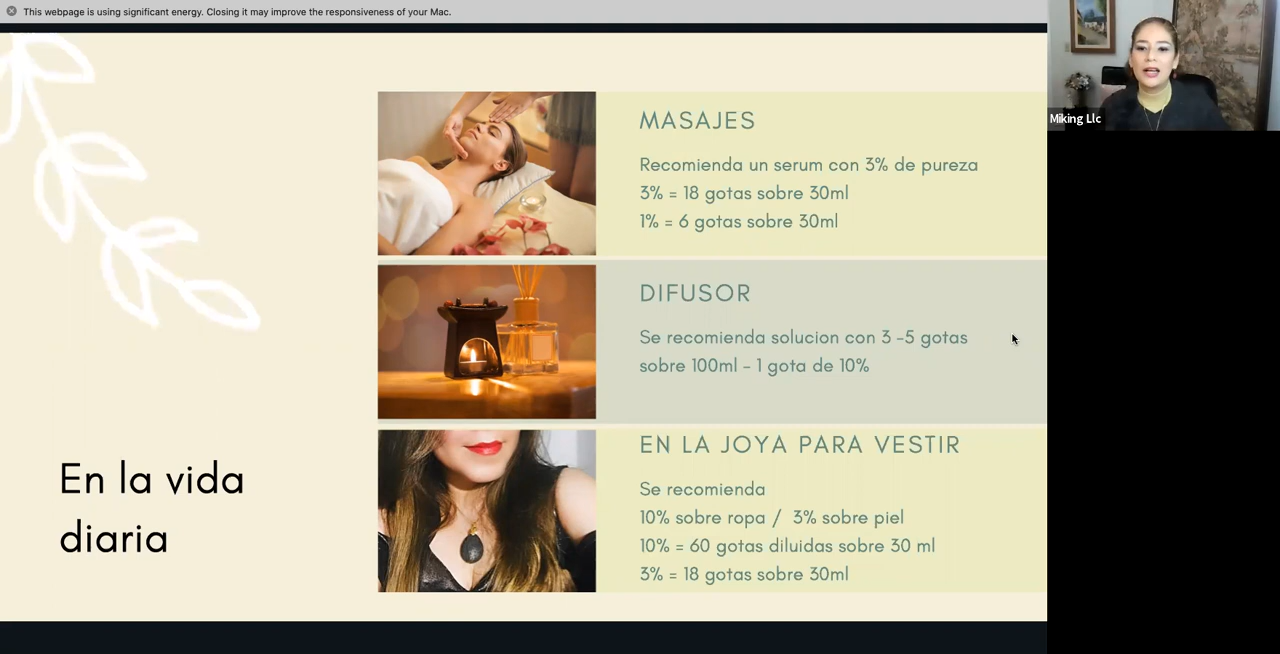 This webpage is using significant energy. Closing it may improve the responsiveness of your Mac.
Miking Llc
MASAJES
Recomienda un serum con 3% de pureza
3% = 18 gotas sobre 30ml
1% = 6 gotas sobre 30ml
DIFUSOR
Se recomienda solucion con 3 -5 gotas
sobre 100ml - 1 gota de 10%
En la vida
diaria
EN LA JOYA PARA VESTIR
Se recomienda
10% sobre ropa / 3% sobre piel
10% = 60 gotas diluidas sobre 30 ml
3% = 18 gotas sobre 30ml